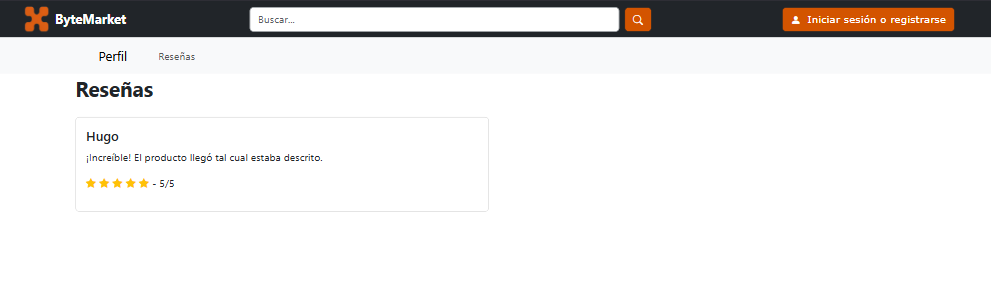 ByteMarket
Buscar...
Iniciar sesión o registrarse
Perfil
Reseñas
Reseñas
Hugo
¡Increíble! El producto llegó tal cual estaba descrito.
- 5/5